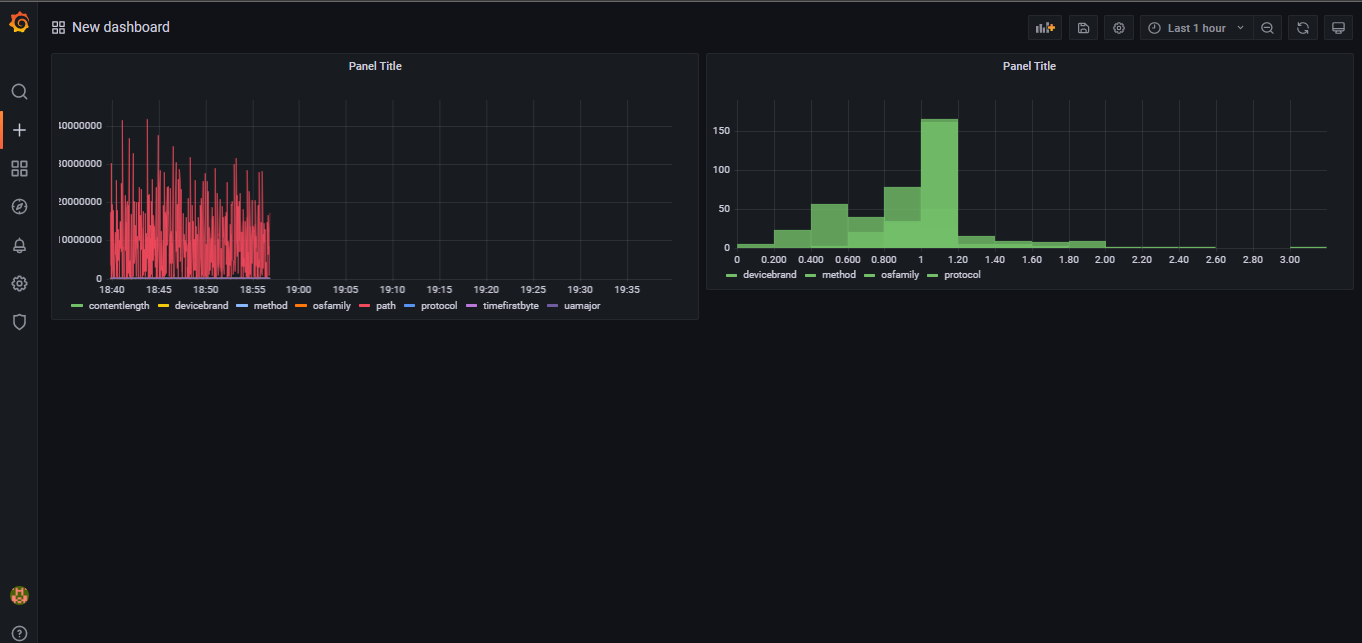 New dashboard
Last 1 hour
Panel Title
40000000
30000000
20000000
10000000
0
18:40 18:45 18:50 18:55 19:00 19:05 19:10 19:15 19:20 19:25 19:30 19:35
contentlength devicebrand method osfamily path protocol timefirstbyte uamajor
Panel Title
150
100
50
0
0 0.200 0.400 0.600 0.800 1 1.20 1.40 1.60 1.80 2.00 2.20 2.40 2.60 2.80 3.00
devicebrand method osfamily protocol